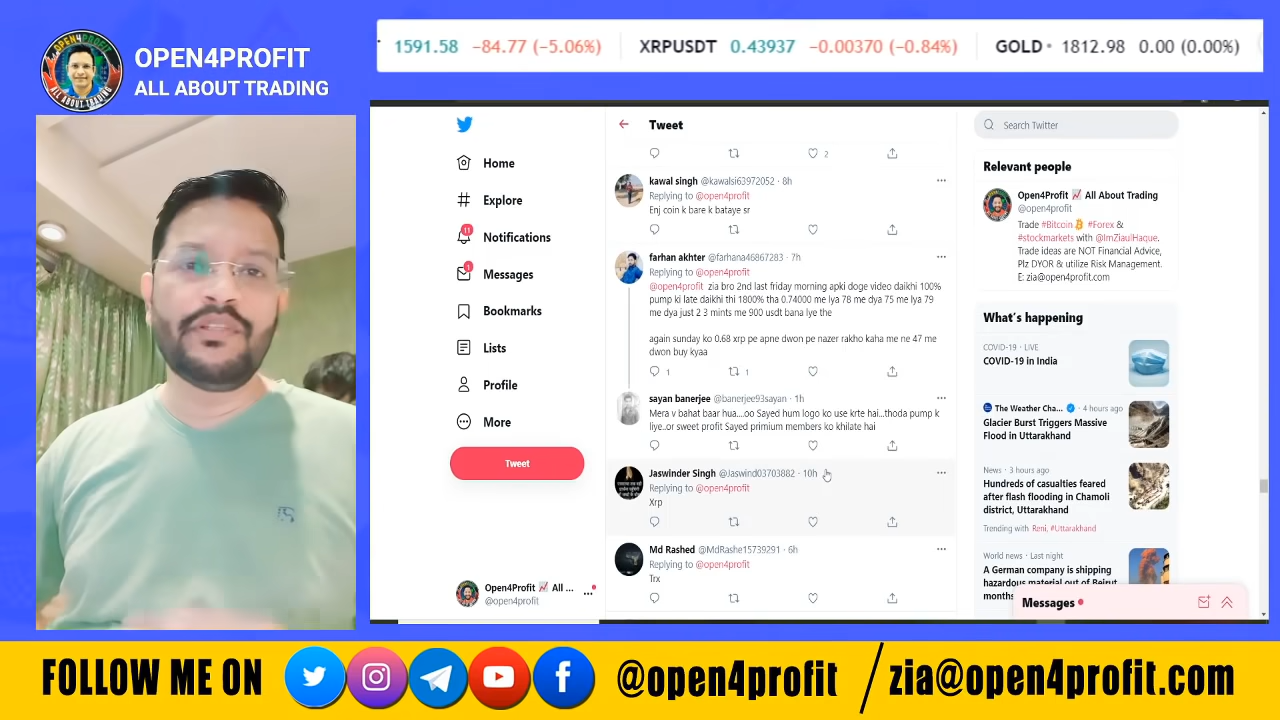 OPEN4PROFIT
ALL ABOUT TRADING
1591.58 −84.77 (−5.06%) XRPUSDT 0.43937 −0.00370 (−0.84%) GOLD 1812.98 0.00 (0.00%)
OPEN4PROFIT
ALL ABOUT TRADING
Home
Explore
11
Notifications
1
Messages
Bookmarks
Lists
Profile
More
Tweet
Open4Profit 📈 All ...
@open4profit
Tweet
2
kawal singh @kawalsi63972052 · 8h
Replying to @open4profit
Enj coin k bare k bataye sr
farhan akhter @farhana46867283 · 7h
Replying to @open4profit
@open4profit zia bro 2nd last friday morning apki doge video daikhi 100%
pump ki late daikhi thi 1800% tha 0.74000 me lya 78 me dya 75 me lya 79
me dya just 2 3 mints me 900 usdt bana lye the
again sunday ko 0.68 xrp pe apne dwon pe nazer rakho kaha me ne 47 me
dwon buy kyaa
1 1
sayan banerjee @banerjee93sayan · 1h
Mera v bahat baar hua....oo Sayed hum logo ko use krte hai...thoda pump k
liye..or sweet profit Sayed primium members ko khilate hai
Jaswinder Singh @Jaswind03703882 · 10h
Replying to @open4profit
Xrp
Md Rashed @MdRashe15739291 · 6h
Replying to @open4profit
Trx
Search Twitter
Relevant people
Open4Profit 📈 All About Trading
@open4profit
Trade #Bitcoin #Forex &
#stockmarkets with @ImZiaulHaque.
Trade ideas are NOT Financial Advice,
Plz DYOR & utilize Risk Management.
E: zia@open4profit.com
What's happening
COVID-19 · LIVE
COVID-19 in India
The Weather Cha... · 4 hours ago
Glacier Burst Triggers Massive
Flood in Uttarakhand
News · 3 hours ago
Hundreds of casualties feared
after flash flooding in Chamoli
district, Uttarakhand
Trending with Reni, #Uttarakhand
World news · Last night
A German company is shipping
hazardous material out of Beirut
months
Messages
FOLLOW ME ON @open4profit / zia@open4profit.com